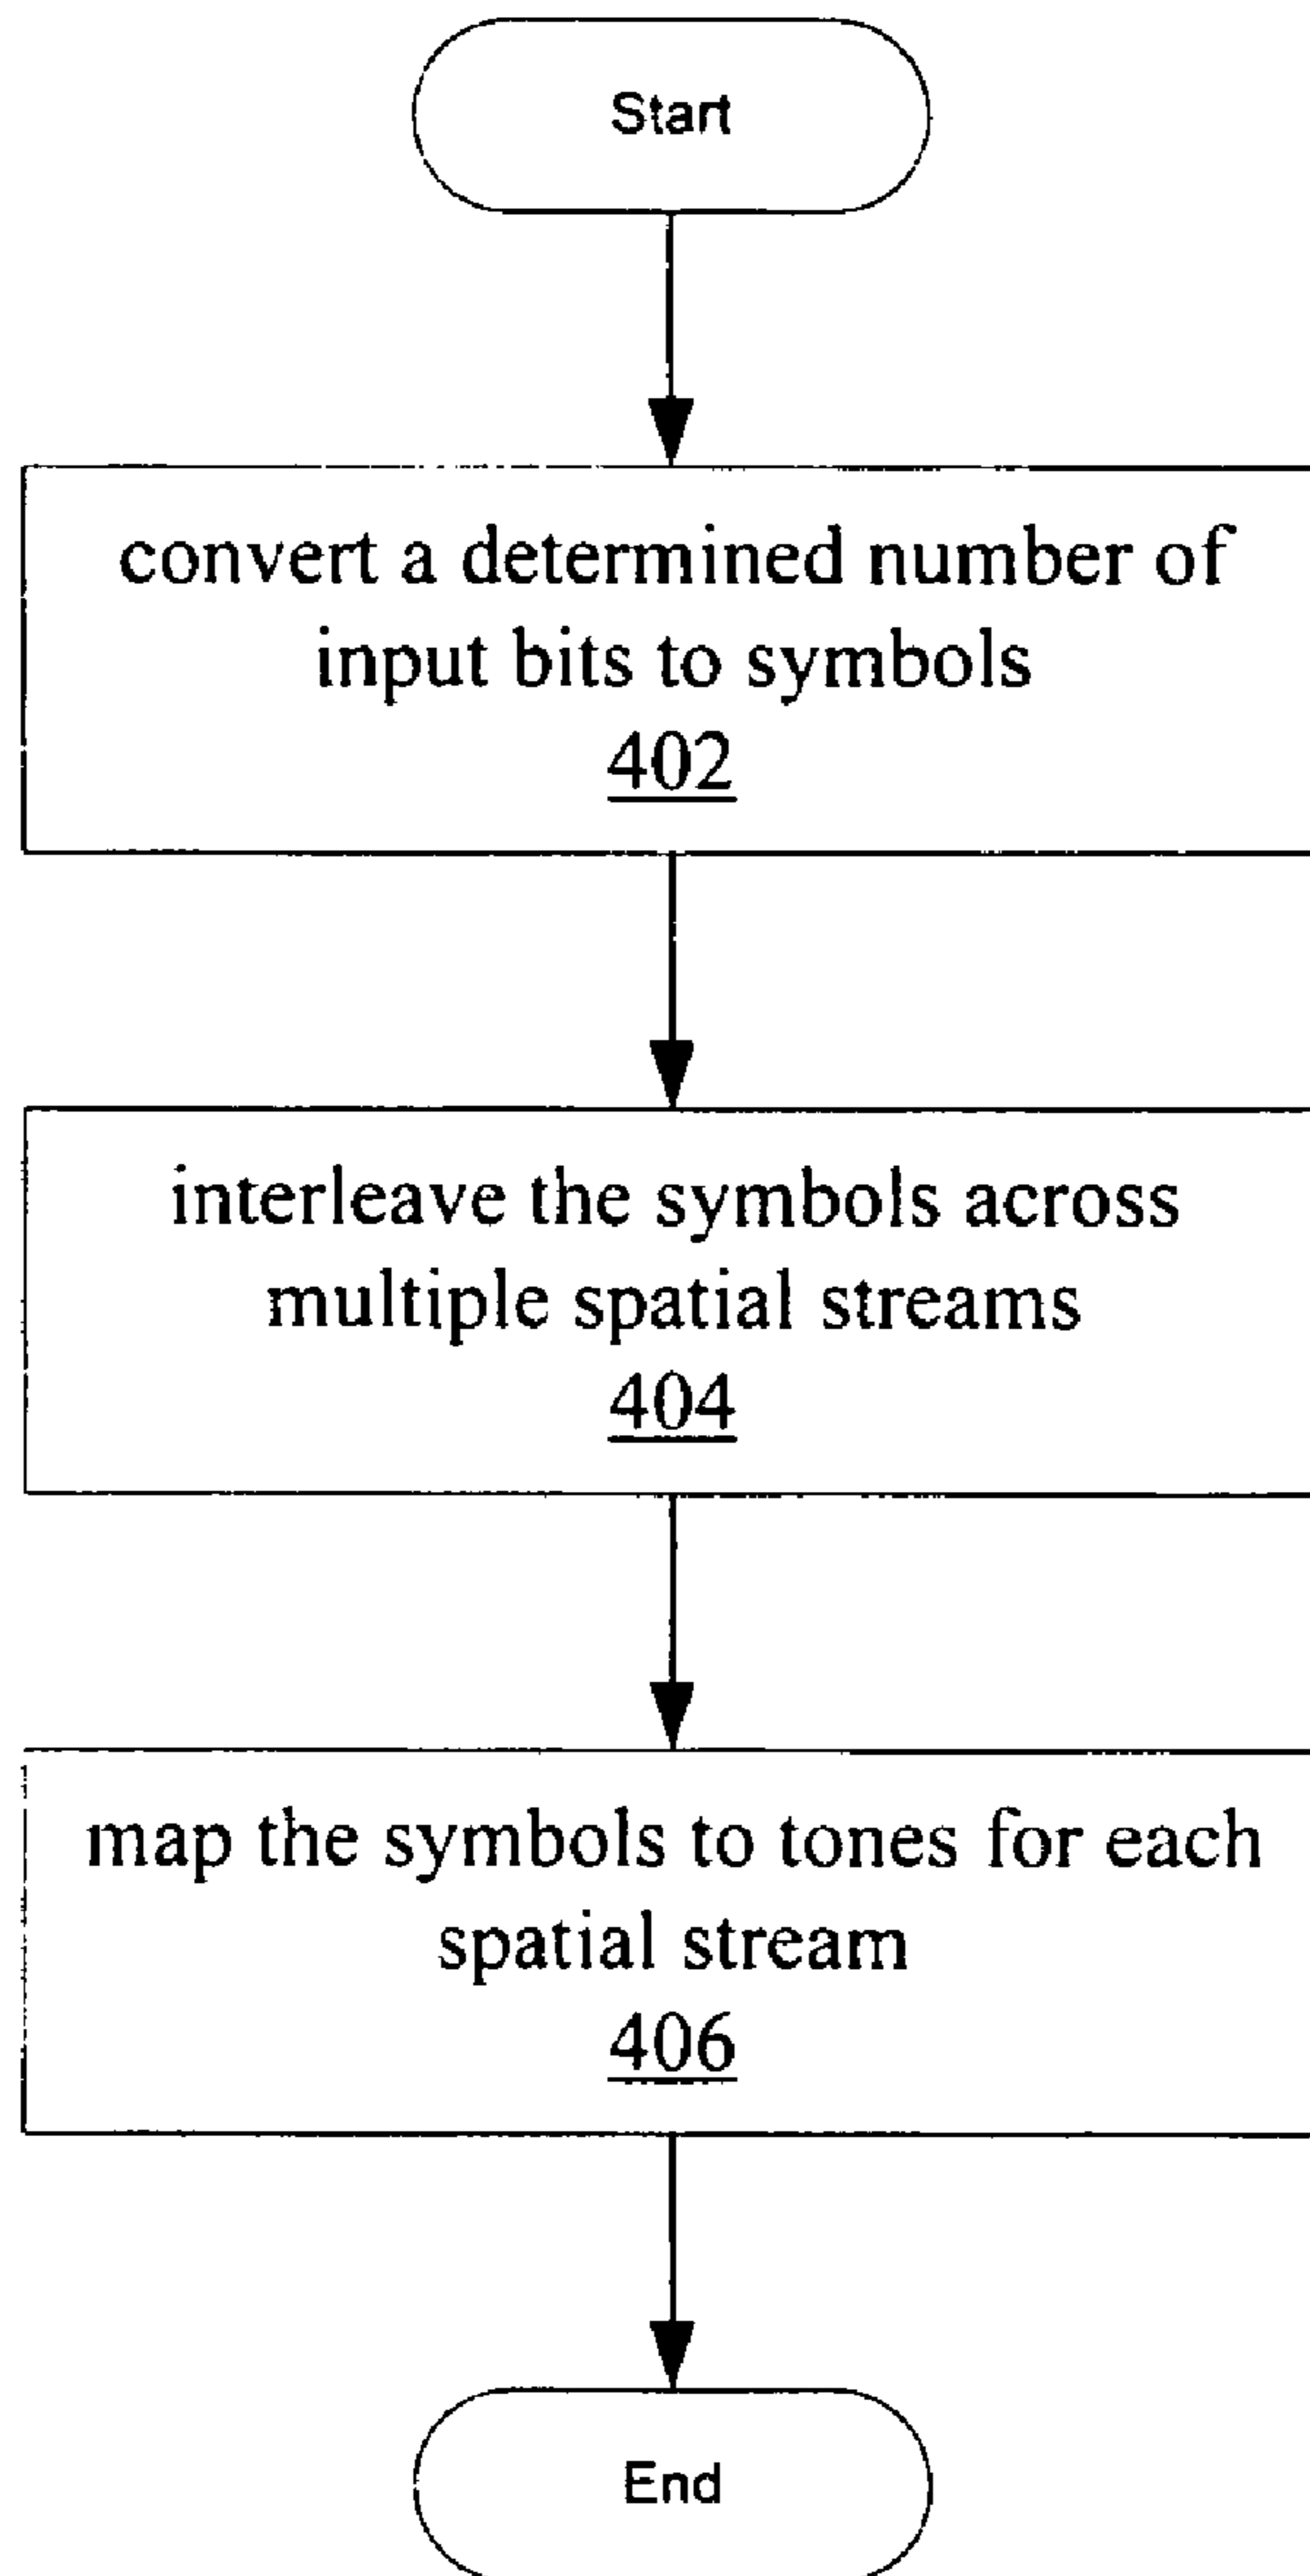 Start
convert a determined number of
input bits to symbols
402
interleave the symbols across
multiple spatial streams
404
map the symbols to tones for each
spatial stream
406
End